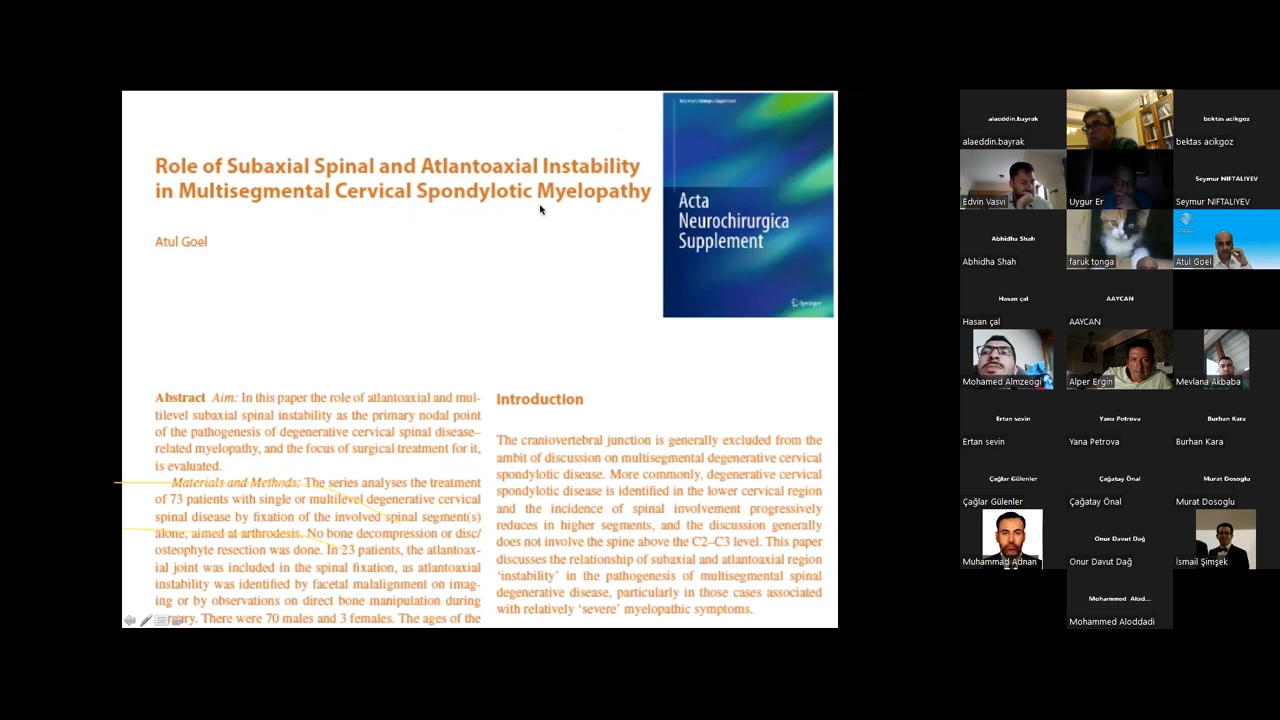 Role of Subaxial Spinal and Atlantoaxial Instability
in Multisegmental Cervical Spondylotic Myelopathy
Atul Goel
Acta
Neurochirurgica
Supplement
Springer
Abstract Aim: In this paper the role of atlantoaxial and mul-
tilevel subaxial spinal instability as the primary nodal point
of the pathogenesis of degenerative cervical spinal disease–
related myelopathy, and the focus of surgical treatment for it,
is evaluated.
Materials and Methods: The series analyses the treatment
of 73 patients with single or multilevel degenerative cervical
spinal disease by fixation of the involved spinal segment(s)
alone, aimed at arthrodesis. No bone decompression or disc/
osteophyte resection was done. In 23 patients, the atlantoax-
ial joint was included in the spinal fixation, as atlantoaxial
instability was identified by facetal malalignment on imag-
ing or by observations on direct bone manipulation during
There were 70 males and 3 females. The ages of the
Introduction
The craniovertebral junction is generally excluded from the
ambit of discussion on multisegmental degenerative cervical
spondylotic disease. More commonly, degenerative cervical
spondylotic disease is identified in the lower cervical region
and the incidence of spinal involvement progressively
reduces in higher segments, and the discussion generally
does not involve the spine above the C2–C3 level. This paper
discusses the relationship of subaxial and atlantoaxial region
‘instability’ in the pathogenesis of multisegmental spinal
degenerative disease, particularly in those cases associated
with relatively ‘severe’ myelopathic symptoms.
alaeddin.bayrak
alaeddin.bayrak
bektas acikgoz
bektas acikgoz
Edvin Vasvi
Uygur Er
Seymur NIFTALIYEV
Seymur NIFTALIYEV
Abhidha Shah
Abhidha Shah
faruk tonga
Atul Goel
Hasan çal
Hasan çal
AAYCAN
AAYCAN
Mohamed Almzeogi
Alper Ergin
Mevlana Akbaba
Ertan sevin
Ertan sevin
Yana Petrova
Yana Petrova
Burhan Kara
Burhan Kara
Çağlar Gülenler
Çağlar Gülenler
Çağatay Önal
Çağatay Önal
Murat Dosoglu
Murat Dosoglu
Muhammad Adnan
Onur Davut Dağ
Onur Davut Dağ
İsmail Şimşek
Mohammed Alod...
Mohammed Aloddadi